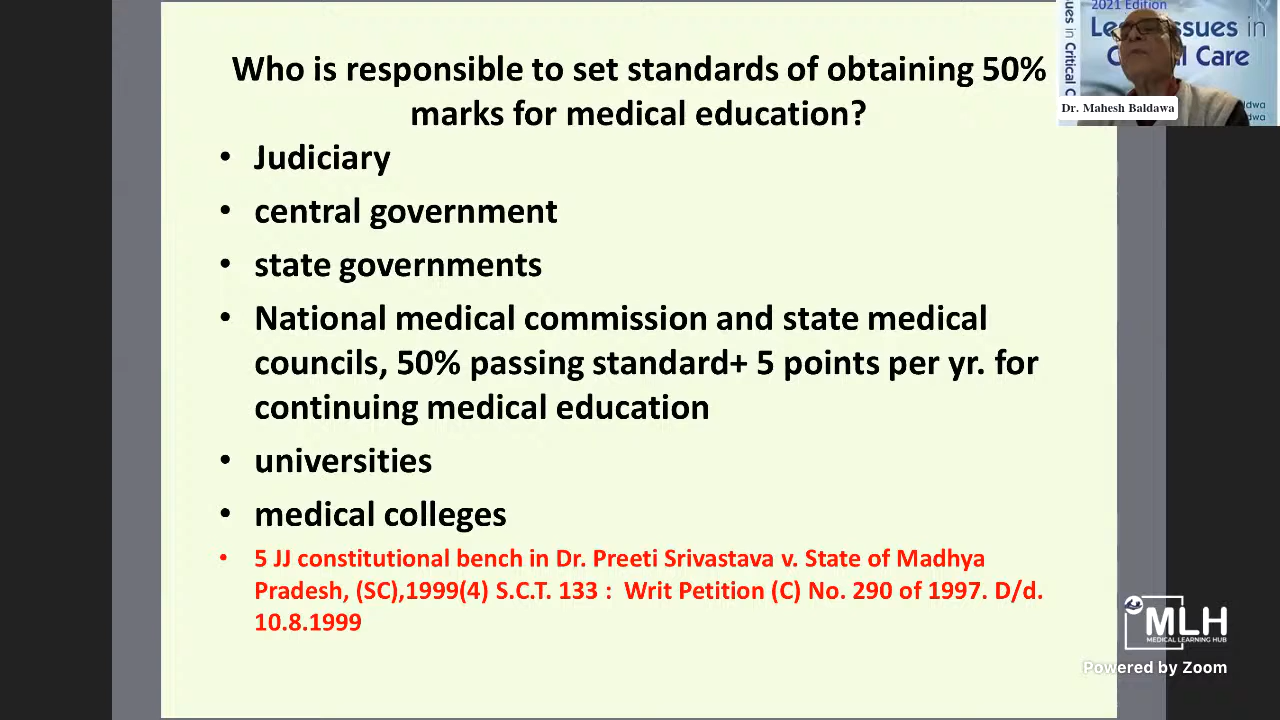 Who is responsible to set standards of obtaining 50%
marks for medical education?
• Judiciary
• central government
• state governments
• National medical commission and state medical
councils, 50% passing standard+ 5 points per yr. for
continuing medical education
• universities
• medical colleges
• 5 JJ constitutional bench in Dr. Preeti Srivastava v. State of Madhya
Pradesh, (SC),1999(4) S.C.T. 133 : Writ Petition (C) No. 290 of 1997. D/d.
10.8.1999
2021 Edition
ues in Critical C
in
Care
Dr. Mahesh Baldawa
dwa
dwa
MLH
MEDICAL LEARNING HUB
Powered by Zoom